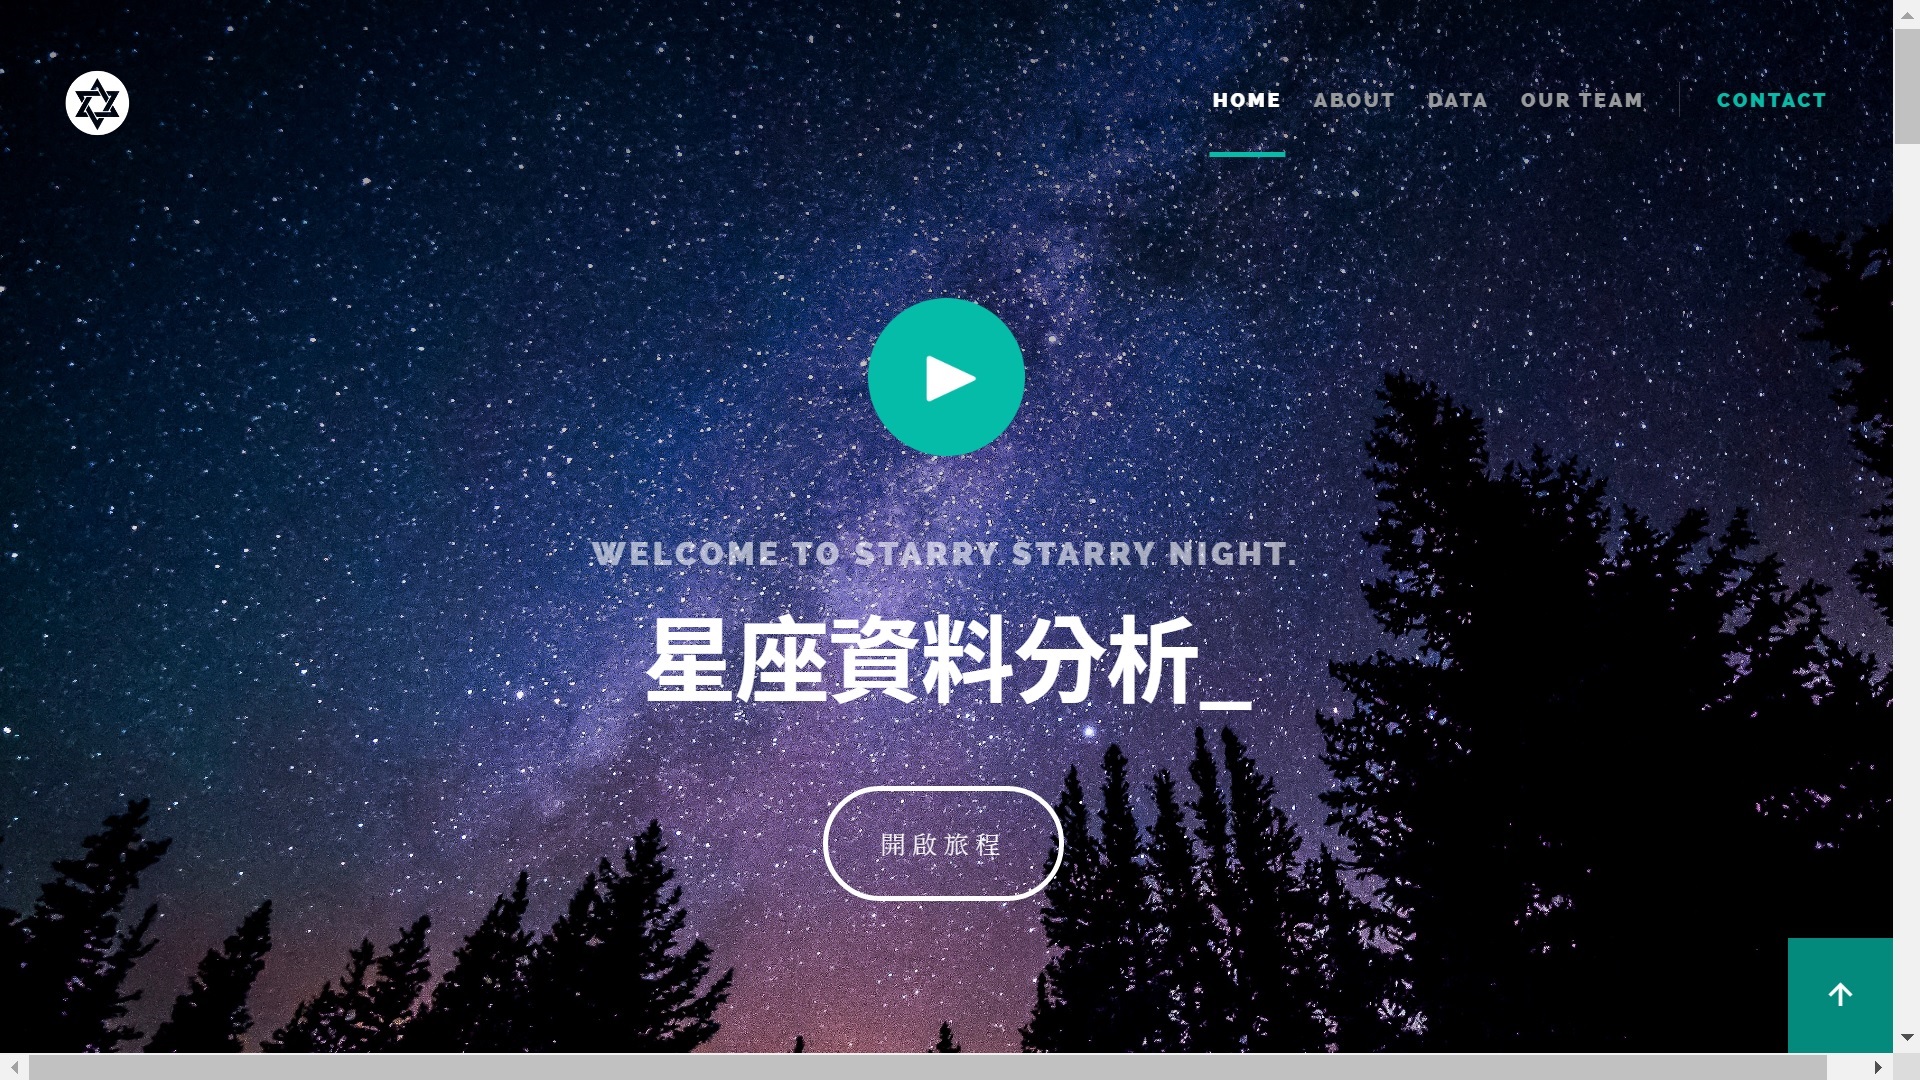 HOME ABOUT DATA OUR TEAM CONTACT
WELCOME TO STARRY STARRY NIGHT.
星座資料分析_
開啟旅程